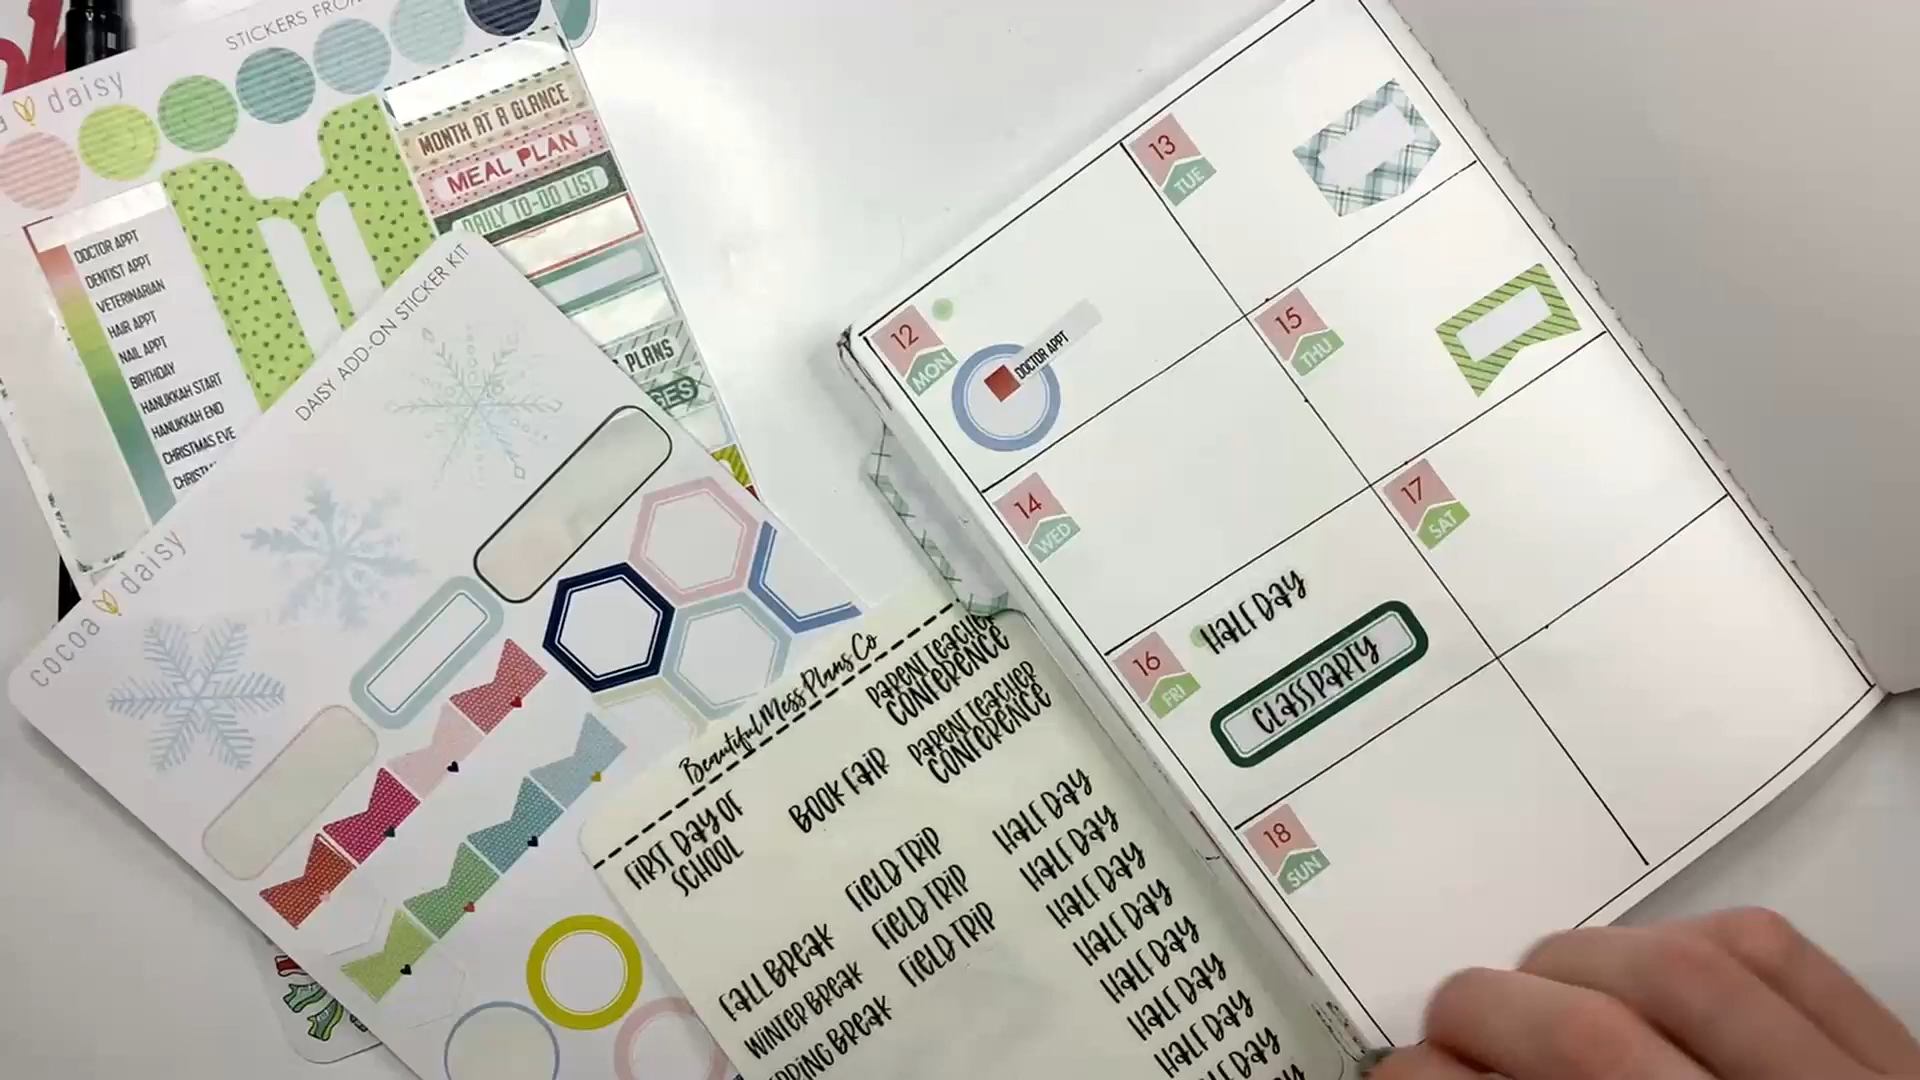 STICKERS FROM
daisy
MONTH AT A GLANCE
MEAL PLAN
DAILY TO-DO LIST
PLANS
DOCTOR APPT
DENTIST APPT
VETERINARIAN
HAIR APPT
NAIL APPT
BIRTHDAY
HANUKKAH START
HANUKKAH END
CHRISTMAS EVE
DAISY ADD-ON STICKER KIT
cocoa daisy
Beautiful Mess Plans Co
PARENT TEACHER
CONFERENCE
PARENT TEACHER
CONFERENCE
FIRST DAY OF
SCHOOL
BOOK FAIR
FIELD TRIP
FIELD TRIP
FIELD TRIP
FALL BREAK
WINTER BREAK
BREAK
HALF DAY
HALF DAY
HALF DAY
HALF DAY
HALF DAY
HALF DAY
HALF DAY
DAY
12
MON
DOCTOR APPT
13
TUE
14
WED
15
THU
16
FRI
HALF DAY
CLASS PARTY
17
SAT
18
SUN